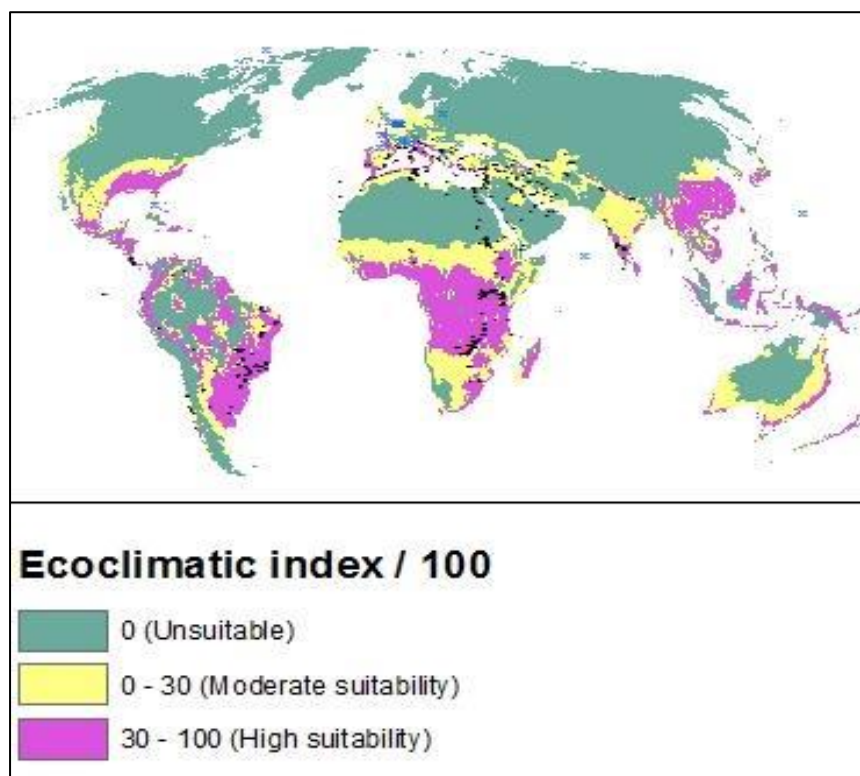 Ecoclimatic index / 100
0 (Unsuitable)
0 - 30 (Moderate suitability)
30 - 100 (High suitability)